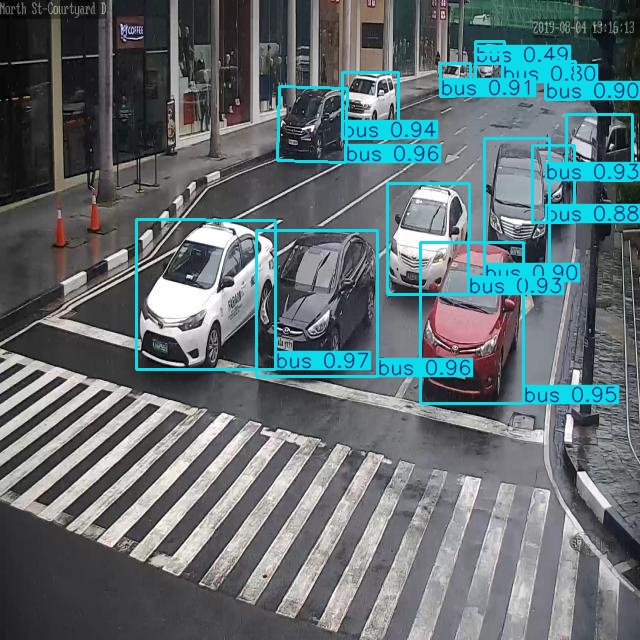 North St-Courtyard D
2019-08-04 13:16:13
COFFEE
bus 0.49
bus 0.80
bus 0.91
bus 0.90
bus 0.94
bus 0.96
bus 0.93
bus 0.88
bus 0.90
bus 0.93
bus 0.97
bus 0.96
bus 0.95